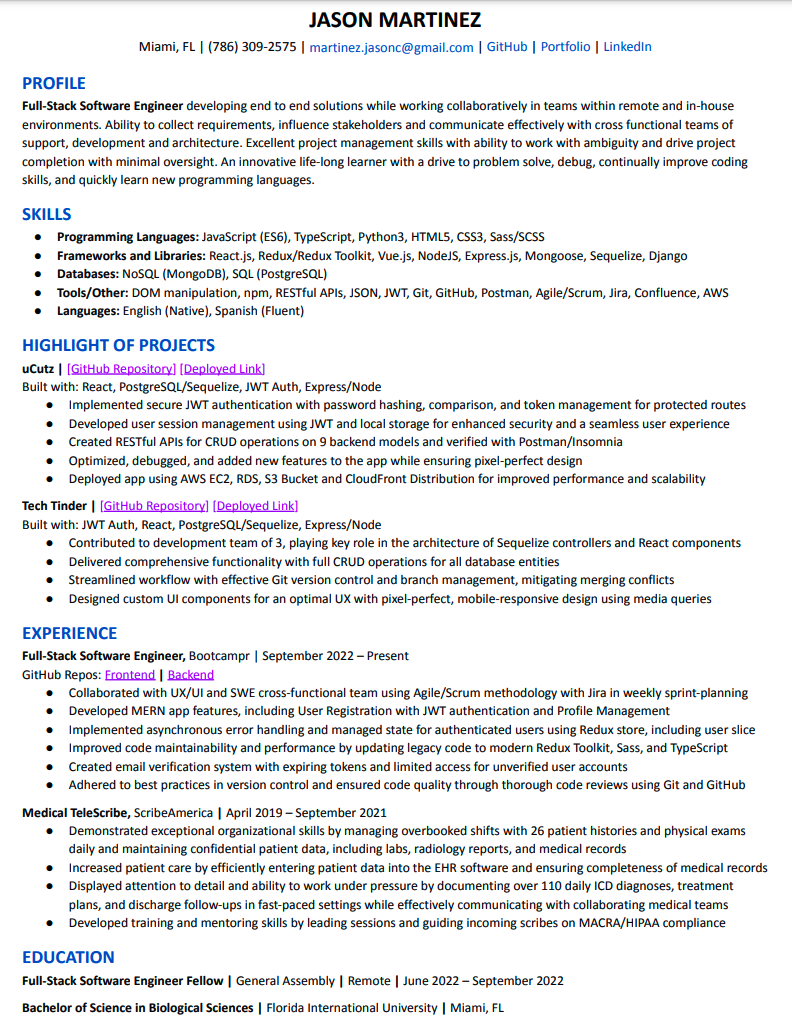 JASON MARTINEZ
Miami, FL | (786) 309-2575 | martinez.jasonc@gmail.com | GitHub | Portfolio | LinkedIn
PROFILE
Full-Stack Software Engineer developing end to end solutions while working collaboratively in teams within remote and in-house
environments. Ability to collect requirements, influence stakeholders and communicate effectively with cross functional teams of
support, development and architecture. Excellent project management skills with ability to work with ambiguity and drive project
completion with minimal oversight. An innovative life-long learner with a drive to problem solve, debug, continually improve coding
skills, and quickly learn new programming languages.
SKILLS
● Programming Languages: JavaScript (ES6), TypeScript, Python3, HTML5, CSS3, Sass/SCSS
● Frameworks and Libraries: React.js, Redux/Redux Toolkit, Vue.js, NodeJS, Express.js, Mongoose, Sequelize, Django
● Databases: NoSQL (MongoDB), SQL (PostgreSQL)
● Tools/Other: DOM manipulation, npm, RESTful APIs, JSON, JWT, Git, GitHub, Postman, Agile/Scrum, Jira, Confluence, AWS
● Languages: English (Native), Spanish (Fluent)
HIGHLIGHT OF PROJECTS
uCutz | [GitHub Repository] [Deployed Link]
Built with: React, PostgreSQL/Sequelize, JWT Auth, Express/Node
● Implemented secure JWT authentication with password hashing, comparison, and token management for protected routes
● Developed user session management using JWT and local storage for enhanced security and a seamless user experience
● Created RESTful APIs for CRUD operations on 9 backend models and verified with Postman/Insomnia
● Optimized, debugged, and added new features to the app while ensuring pixel-perfect design
● Deployed app using AWS EC2, RDS, S3 Bucket and CloudFront Distribution for improved performance and scalability
Tech Tinder | [GitHub Repository] [Deployed Link]
Built with: JWT Auth, React, PostgreSQL/Sequelize, Express/Node
● Contributed to development team of 3, playing key role in the architecture of Sequelize controllers and React components
● Delivered comprehensive functionality with full CRUD operations for all database entities
● Streamlined workflow with effective Git version control and branch management, mitigating merging conflicts
● Designed custom UI components for an optimal UX with pixel-perfect, mobile-responsive design using media queries
EXPERIENCE
Full-Stack Software Engineer, Bootcampr | September 2022 – Present
GitHub Repos: Frontend | Backend
● Collaborated with UX/UI and SWE cross-functional team using Agile/Scrum methodology with Jira in weekly sprint-planning
● Developed MERN app features, including User Registration with JWT authentication and Profile Management
● Implemented asynchronous error handling and managed state for authenticated users using Redux store, including user slice
● Improved code maintainability and performance by updating legacy code to modern Redux Toolkit, Sass, and TypeScript
● Created email verification system with expiring tokens and limited access for unverified user accounts
● Adhered to best practices in version control and ensured code quality through thorough code reviews using Git and GitHub
Medical TeleScribe, ScribeAmerica | April 2019 – September 2021
● Demonstrated exceptional organizational skills by managing overbooked shifts with 26 patient histories and physical exams
daily and maintaining confidential patient data, including labs, radiology reports, and medical records
● Increased patient care by efficiently entering patient data into the EHR software and ensuring completeness of medical records
● Displayed attention to detail and ability to work under pressure by documenting over 110 daily ICD diagnoses, treatment
plans, and discharge follow-ups in fast-paced settings while effectively communicating with collaborating medical teams
● Developed training and mentoring skills by leading sessions and guiding incoming scribes on MACRA/HIPAA compliance
EDUCATION
Full-Stack Software Engineer Fellow | General Assembly | Remote | June 2022 – September 2022
Bachelor of Science in Biological Sciences | Florida International University | Miami, FL